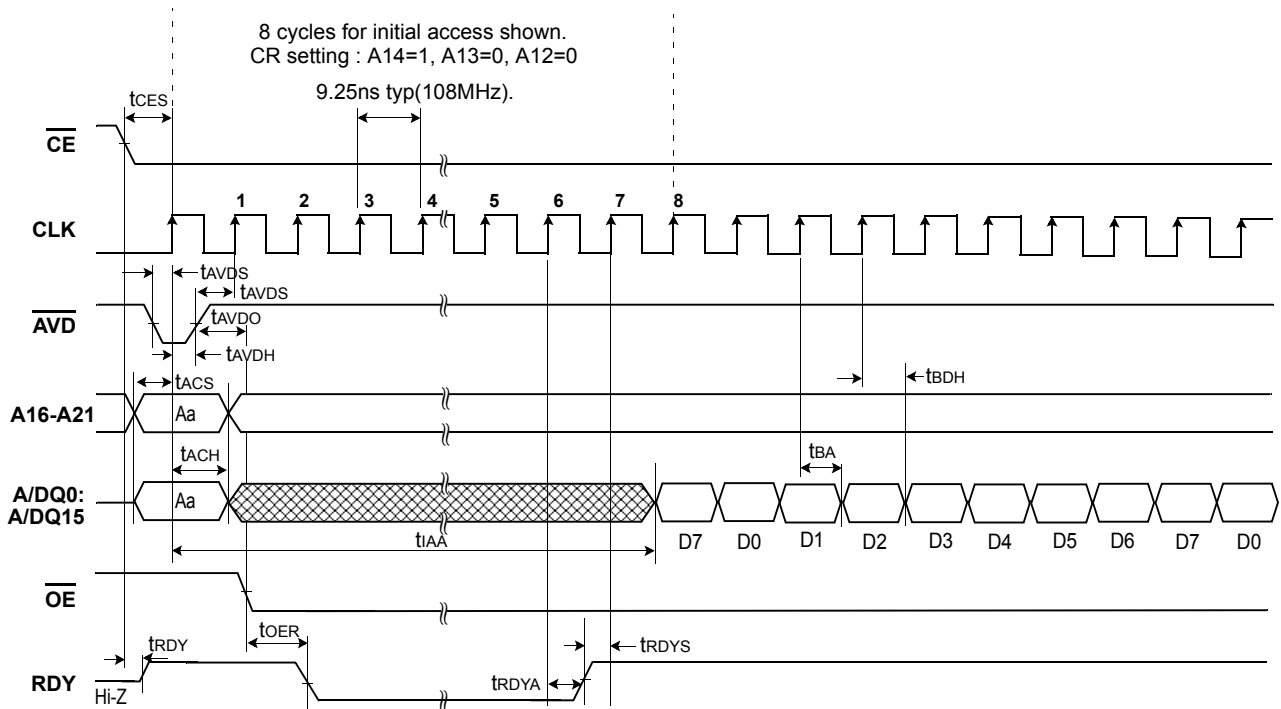 8 cycles for initial access shown.
CR setting : A14=1, A13=0, A12=0
9.25ns typ(108MHz).
tCES
CE
1 2 3 4 5 6 7 8
CLK
tAVDS
tAVDS
AVD
tAVDO
tAVDH
tACS
tBDH
A16-A21
Aa
tACH
tBA
A/DQ0:
A/DQ15
Aa
tIAA
D7 D0 D1 D2 D3 D4 D5 D6 D7 D0
OE
tOER
tRDY
tRDYS
tRDYA
RDY
Hi-Z